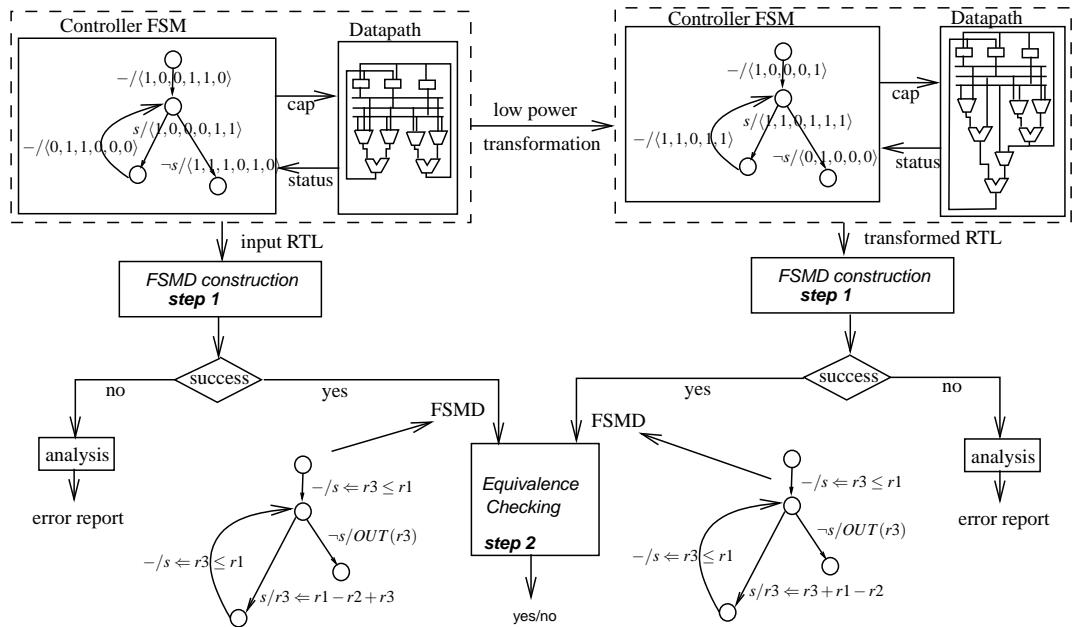 Controller FSM
Datapath
−/⟨1,0,0,1,1,0⟩
s/⟨1,0,0,0,1,1⟩
−/⟨0,1,1,0,0,0⟩
¬s/⟨1,1,1,0,1,0⟩
cap
status
low power
transformation
Controller FSM
Datapath
−/⟨1,0,0,0,1⟩
s/⟨1,1,0,1,1,1⟩
−/⟨1,1,0,1,1⟩
¬s/⟨0,1,0,0,0⟩
cap
status
input RTL
transformed RTL
FSMD construction
step 1
FSMD construction
step 1
success
no
yes
success
yes
no
analysis
error report
FSMD
FSMD
analysis
error report
Equivalence
Checking
step 2
yes/no
−/s ⇐ r3 ≤ r1
¬s/OUT(r3)
−/s ⇐ r3 ≤ r1
s/r3 ⇐ r1 − r2 + r3
−/s ⇐ r3 ≤ r1
¬s/OUT(r3)
−/s ⇐ r3 ≤ r1
s/r3 ⇐ r3 + r1 − r2